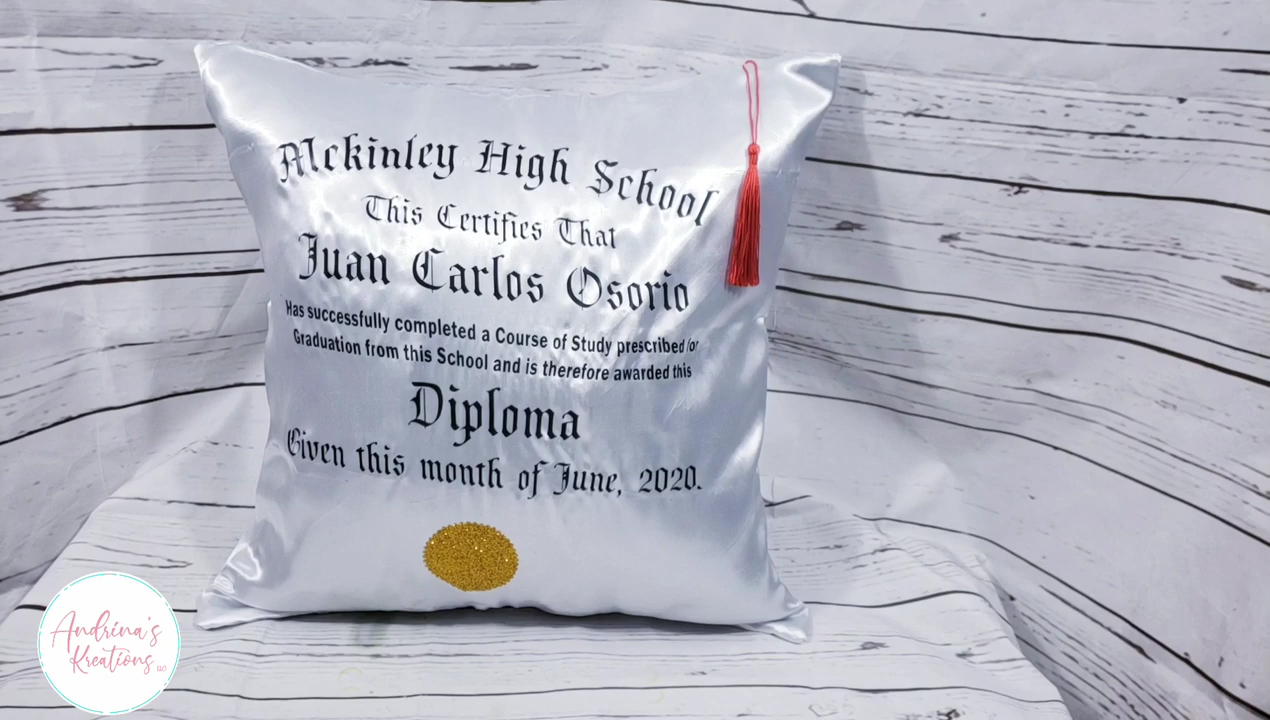 Mckinley High School
This Certifies That
Juan Carlos Osorio
Has successfully completed a Course of Study prescribed for
Graduation from this School and is therefore awarded this
Diploma
Given this month of June, 2020.
Andrina's
Kreations LLC